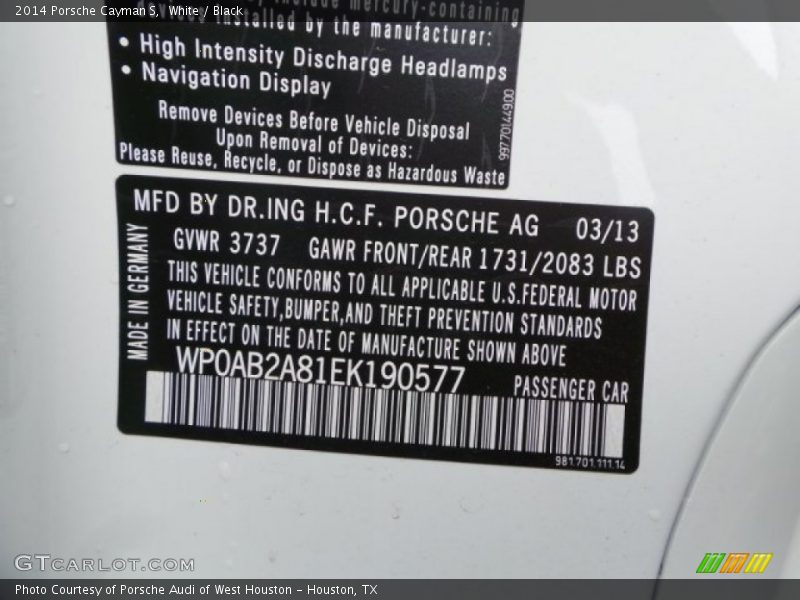 2014 Porsche Cayman S, White / Black
mercury-containing
devices installed by the manufacturer:
• High Intensity Discharge Headlamps
• Navigation Display
Remove Devices Before Vehicle Disposal
Upon Removal of Devices:
Please Reuse, Recycle, or Dispose as Hazardous Waste
99770144900
MFD BY DR.ING H.C.F. PORSCHE AG 03/13
GVWR 3737 GAWR FRONT/REAR 1731/2083 LBS
THIS VEHICLE CONFORMS TO ALL APPLICABLE U.S.FEDERAL MOTOR
VEHICLE SAFETY,BUMPER,AND THEFT PREVENTION STANDARDS
IN EFFECT ON THE DATE OF MANUFACTURE SHOWN ABOVE
MADE IN GERMANY
WP0AB2A81EK190577
PASSENGER CAR
981.701.111.14
GTCARLOT.COM
Photo Courtesy of Porsche Audi of West Houston - Houston, TX